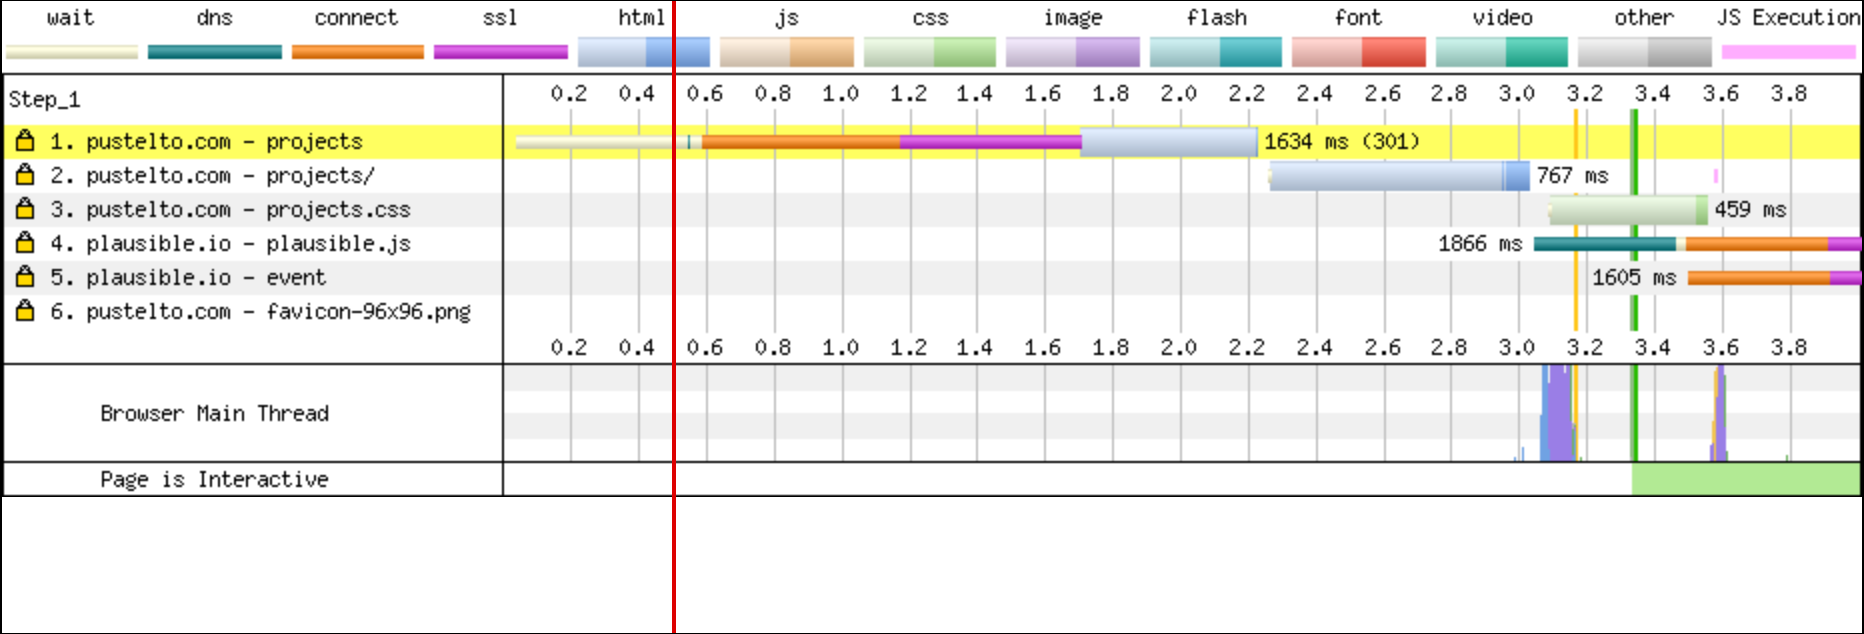 wait dns connect ssl html js css image flash font video other JS Execution
Step_1 0.2 0.4 0.6 0.8 1.0 1.2 1.4 1.6 1.8 2.0 2.2 2.4 2.6 2.8 3.0 3.2 3.4 3.6 3.8
1. pustelto.com - projects 1634 ms (301)
2. pustelto.com - projects/ 767 ms
3. pustelto.com - projects.css 459 ms
4. plausible.io - plausible.js 1866 ms
5. plausible.io - event 1605 ms
6. pustelto.com - favicon-96x96.png
0.2 0.4 0.6 0.8 1.0 1.2 1.4 1.6 1.8 2.0 2.2 2.4 2.6 2.8 3.0 3.2 3.4 3.6 3.8
Browser Main Thread
Page is Interactive